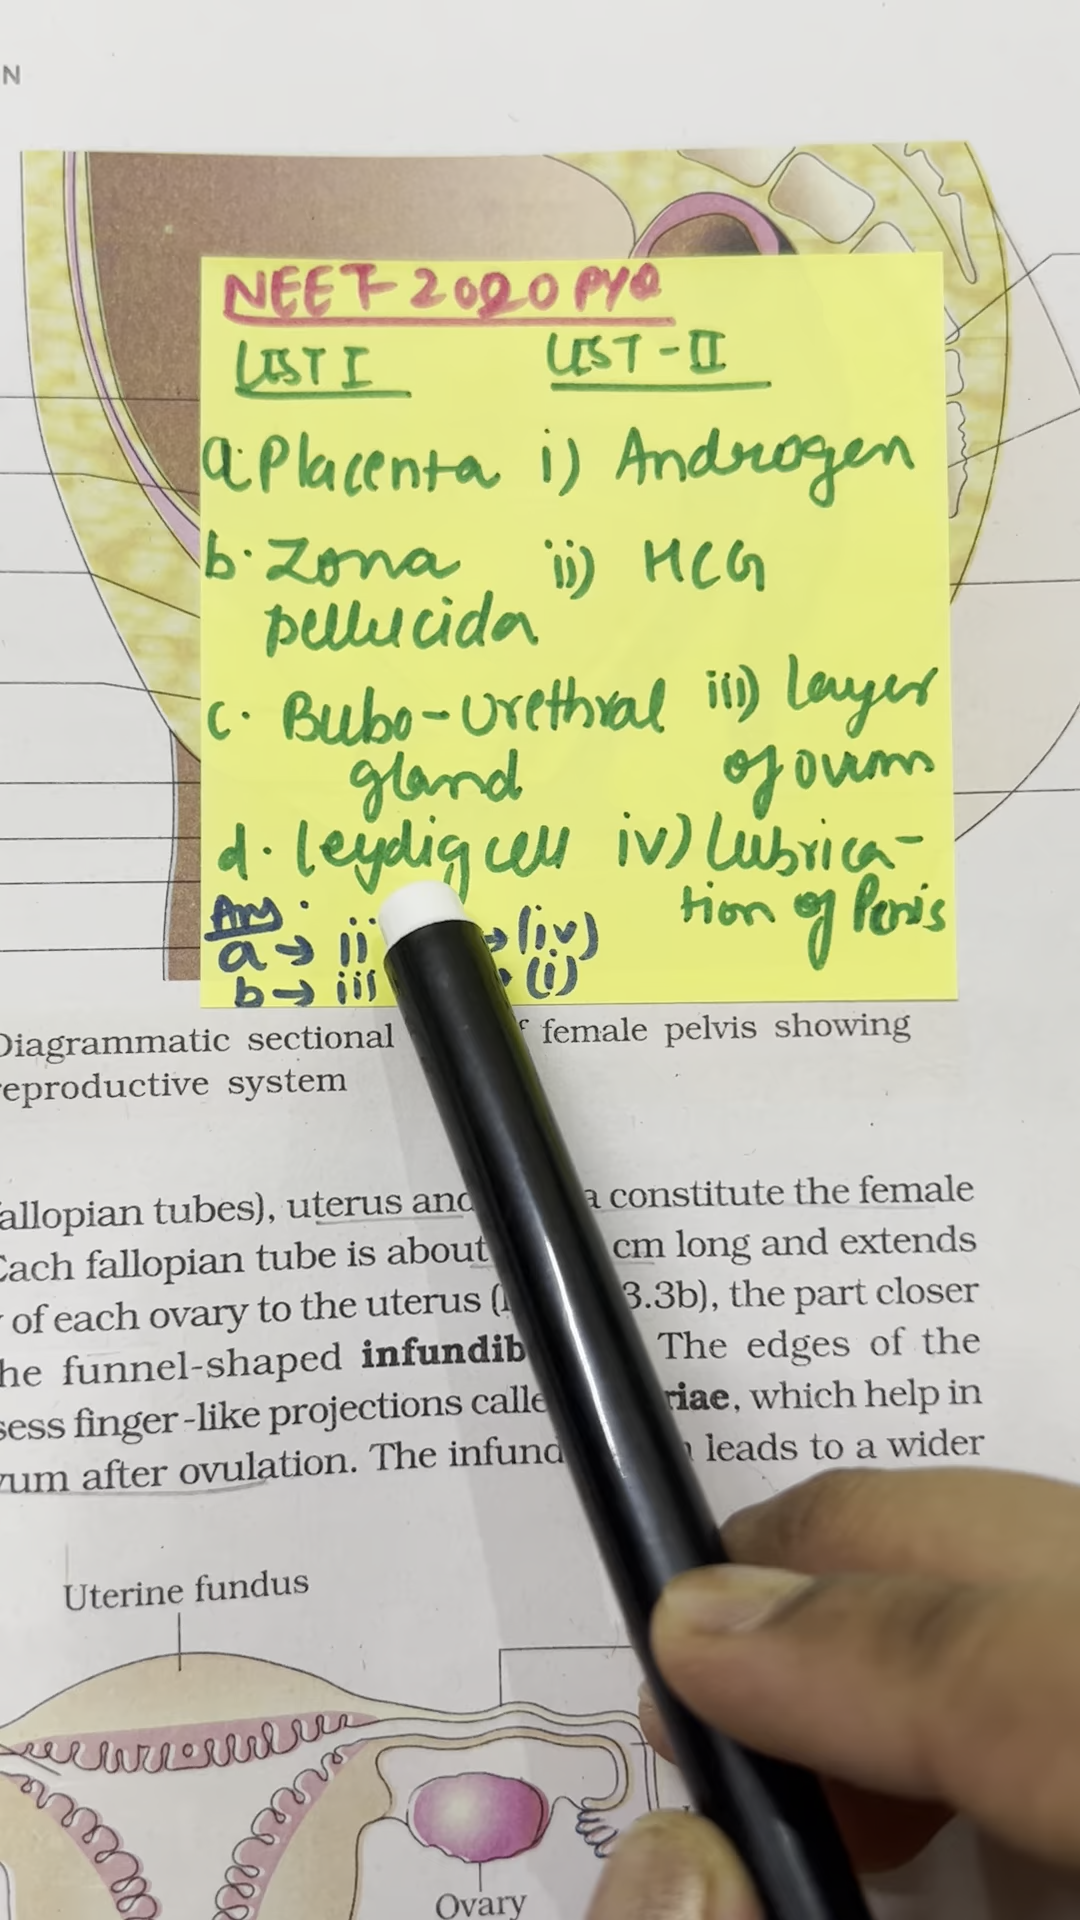 N
NEET-2020 PYQ
LIST I LIST-II
a. Placenta i) Androgen
b. Zona ii) HCG
pellucida
c. Bubo-Urethral iii) Layer
gland of ovum
d. leydig cell iv) Lubrica-
tion of Penis
Ans.
a → ii → (iv)
b → iii → (i)
Diagrammatic sectional female pelvis showing
reproductive system
fallopian tubes), uterus and constitute the female
Each fallopian tube is about cm long and extends
of each ovary to the uterus ( 3.3b), the part closer
the funnel-shaped infundib The edges of the
sess finger-like projections calle riae, which help in
vum after ovulation. The infund leads to a wider
Uterine fundus
Ovary